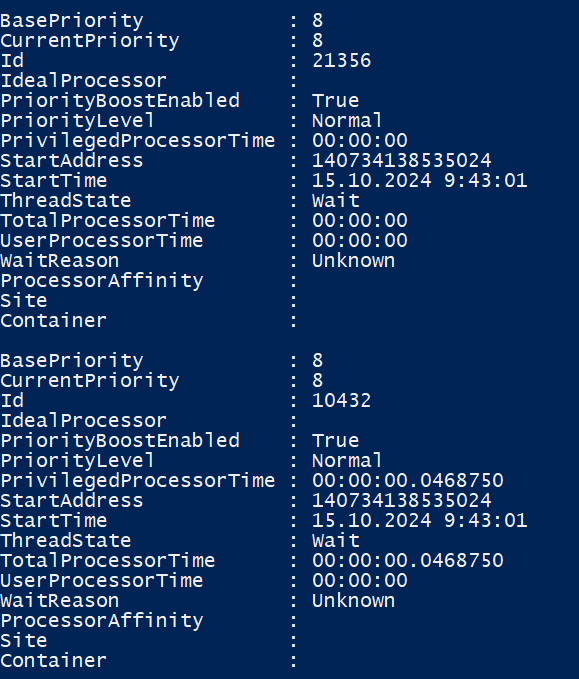 BasePriority            : 8
CurrentPriority         : 8
Id                      : 21356
IdealProcessor          :
PriorityBoostEnabled    : True
PriorityLevel           : Normal
PrivilegedProcessorTime : 00:00:00
StartAddress            : 140734138535024
StartTime               : 15.10.2024 9:43:01
ThreadState             : Wait
TotalProcessorTime      : 00:00:00
UserProcessorTime       : 00:00:00
WaitReason              : Unknown
ProcessorAffinity       :
Site                    :
Container               :

BasePriority            : 8
CurrentPriority         : 8
Id                      : 10432
IdealProcessor          :
PriorityBoostEnabled    : True
PriorityLevel           : Normal
PrivilegedProcessorTime : 00:00:00.0468750
StartAddress            : 140734138535024
StartTime               : 15.10.2024 9:43:01
ThreadState             : Wait
TotalProcessorTime      : 00:00:00.0468750
UserProcessorTime       : 00:00:00
WaitReason              : Unknown
ProcessorAffinity       :
Site                    :
Container               :